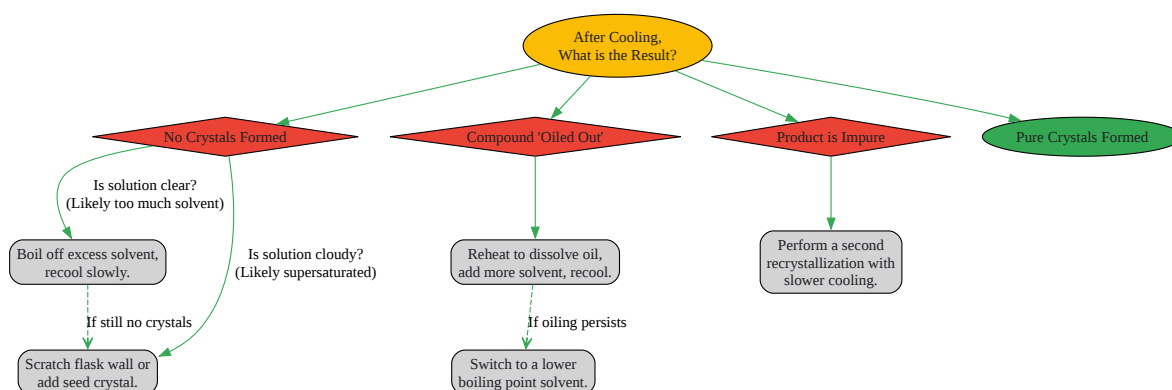 After Cooling,
What is the Result?
No Crystals Formed
Compound 'Oiled Out'
Product is Impure
Pure Crystals Formed
Is solution clear?
(Likely too much solvent)
Boil off excess solvent,
recool slowly.
Is solution cloudy?
(Likely supersaturated)
Reheat to dissolve oil,
add more solvent, recool.
Perform a second
recrystallization with
slower cooling.
If still no crystals
If oiling persists
Scratch flask wall or
add seed crystal.
Switch to a lower
boiling point solvent.